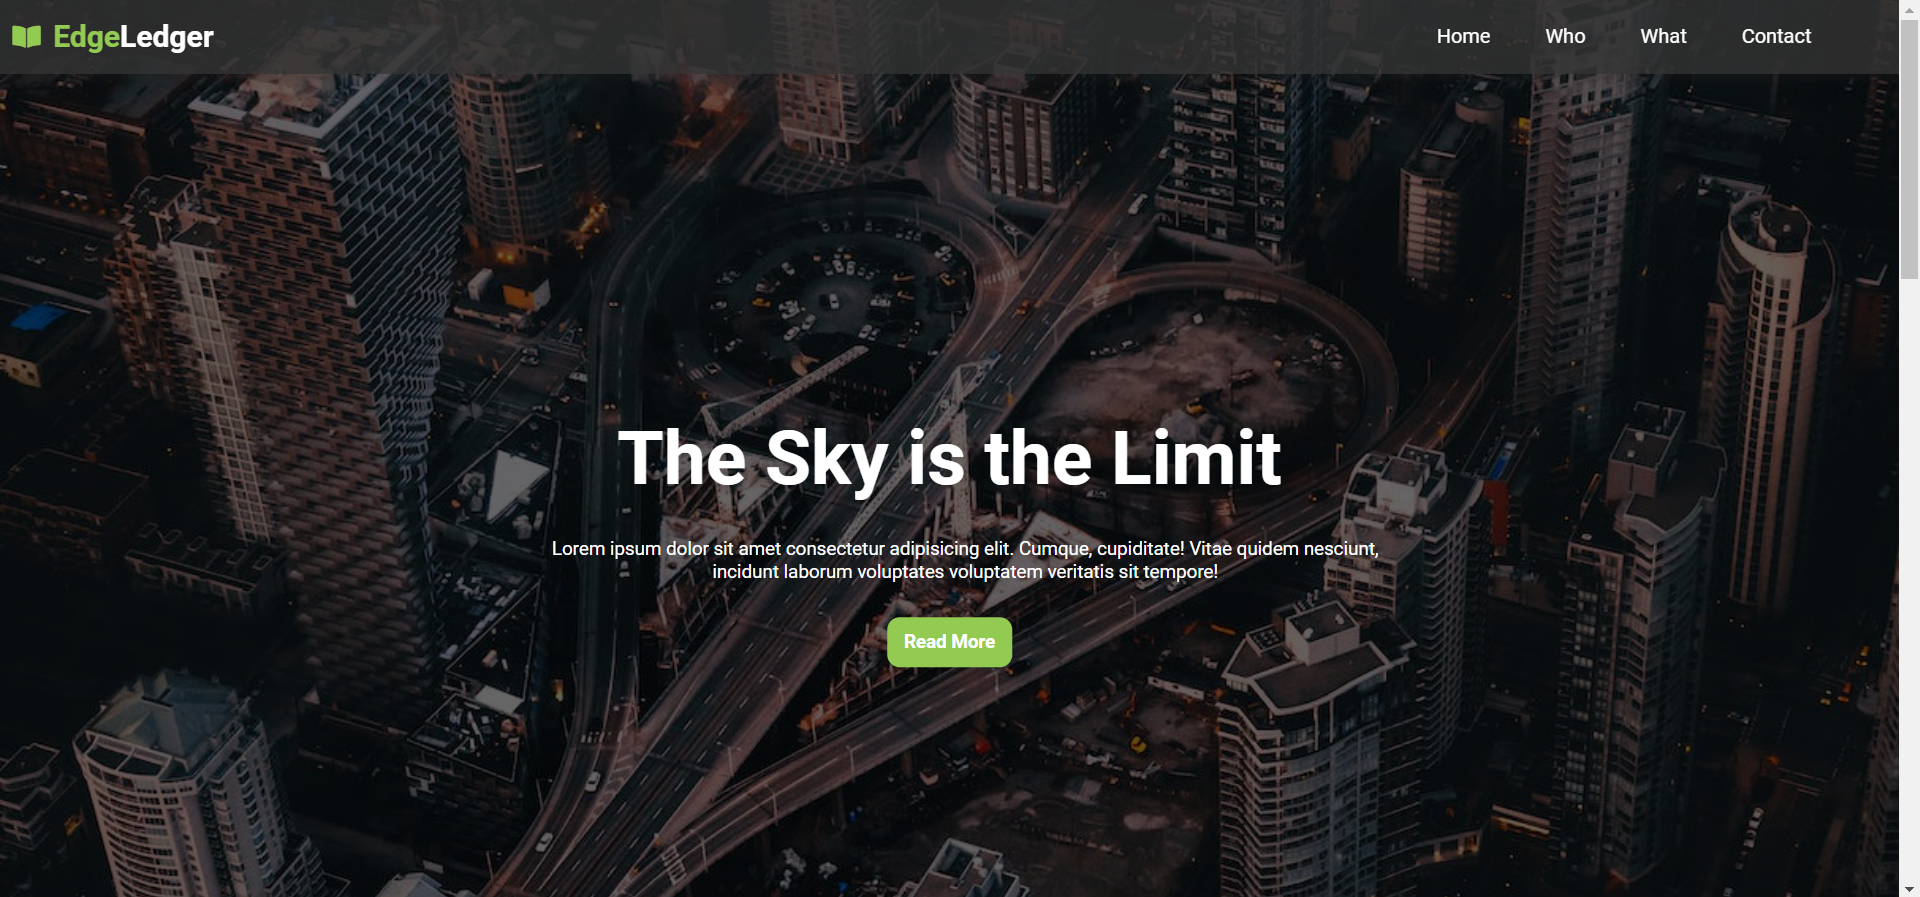 EdgeLedger
Home Who What Contact
The Sky is the Limit
Lorem ipsum dolor sit amet consectetur adipisicing elit. Cumque, cupiditate! Vitae quidem nesciunt,
incidunt laborum voluptates voluptatem veritatis sit tempore!
Read More